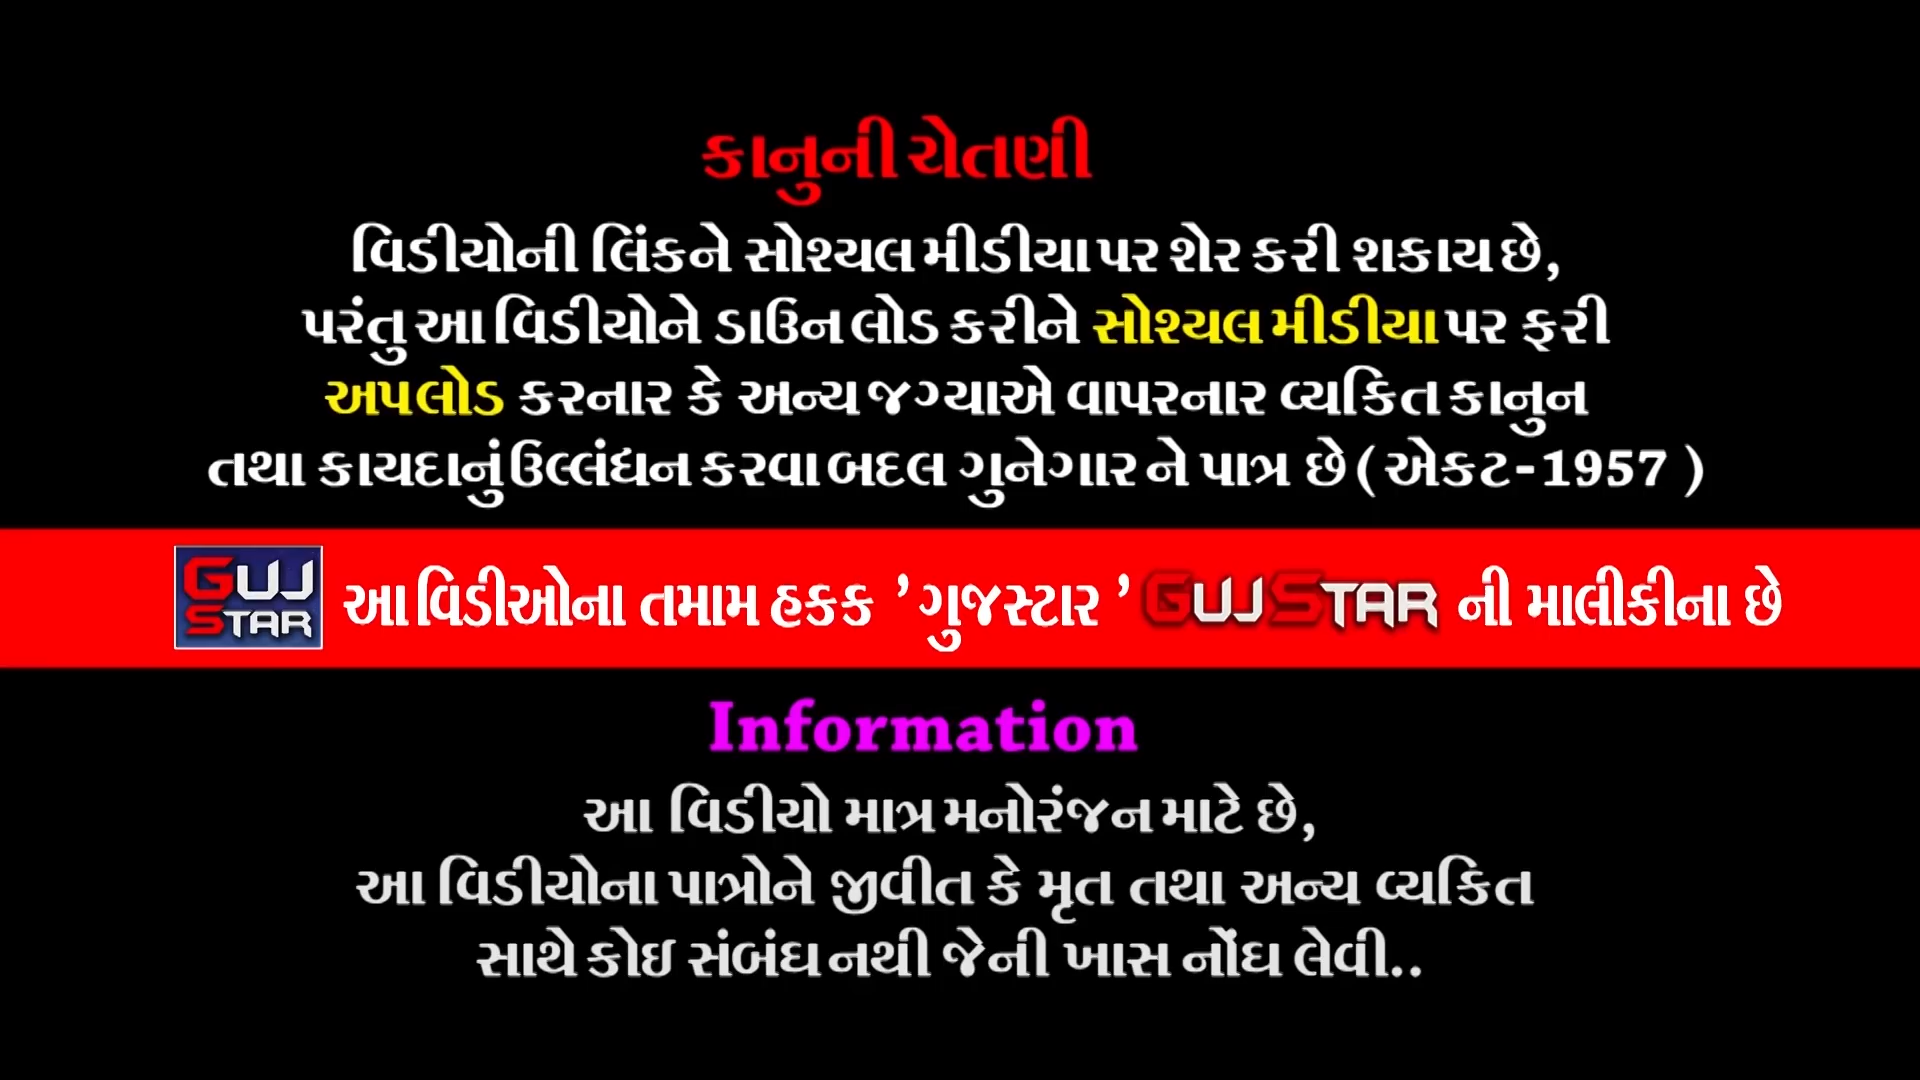 કાનુની ચેતણી
વિડીયોની લિંકને સોશ્યલ મીડીયા પર શેર કરી શકાય છે,
પરંતુ આ વિડીયોને ડાઉન લોડ કરીને સોશ્યલ મીડીયા પર ફરી
અપલોડ કરનાર કે અન્ય જગ્યાએ વાપરનાર વ્યકિત કાનુન
તથા કાયદાનું ઉલ્લંઘન કરવા બદલ ગુનેગાર ને પાત્ર છે ( એકટ-1957 )
GUJ STAR આ વિડીઓના તમામ હકક ’ ગુજસ્ટાર ’ GUJ STAR ની માલીકીના છે
Information
આ વિડીયો માત્ર મનોરંજન માટે છે,
આ વિડીયોના પાત્રોને જીવીત કે મૃત તથા અન્ય વ્યકિત
સાથે કોઇ સંબંઘ નથી જેની ખાસ નોંઘ લેવી..